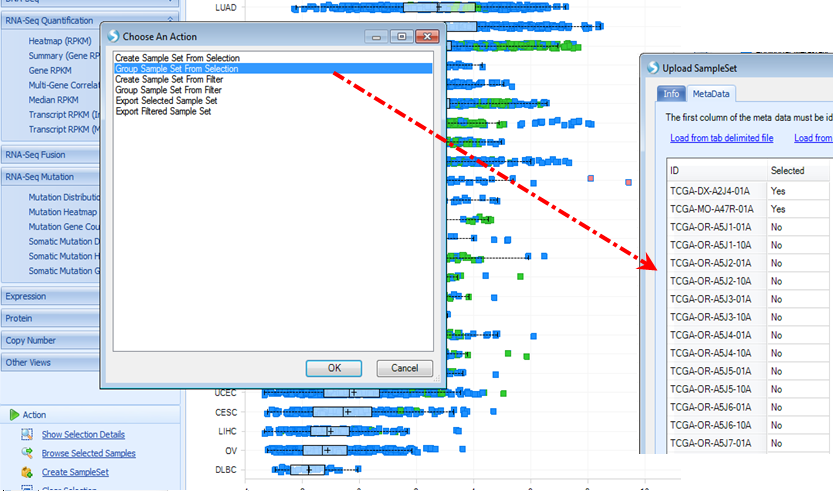 RNA-Seq Quantification
Heatmap (RPKM)
Summary (Gene RP
Gene RPKM
Multi-Gene Correlat
Median RPKM
Transcript RPKM (In
Transcript RPKM (M
RNA-Seq Fusion
RNA-Seq Mutation
Mutation Distributio
Mutation Heatmap
Mutation Gene Cou
Somatic Mutation D
Somatic Mutation H
Somatic Mutation G
Expression
Protein
Copy Number
Other Views
Action
Show Selection Details
Browse Selected Samples
Create SampleSet
Clear Selection
LUAD
Choose An Action
Create Sample Set From Selection
Group Sample Set From Selection
Create Sample Set From Filter
Group Sample Set From Filter
Export Selected Sample Set
Export Filtered Sample Set
OK Cancel
UCEC
CESC
LIHC
OV
DLBC
Upload SampleSet
Info MetaData
The first column of the meta data must be id
Load from tab delimited file Load from
ID Selected
TCGA-DX-A2J4-01A Yes
TCGA-MO-A47R-01A Yes
TCGA-OR-A5J1-01A No
TCGA-OR-A5J1-10A No
TCGA-OR-A5J2-01A No
TCGA-OR-A5J2-10A No
TCGA-OR-A5J3-01A No
TCGA-OR-A5J3-10A No
TCGA-OR-A5J4-01A No
TCGA-OR-A5J4-10A No
TCGA-OR-A5J5-01A No
TCGA-OR-A5J5-10A No
TCGA-OR-A5J6-01A No
TCGA-OR-A5J6-10A No
TCGA-OR-A5J7-01A No